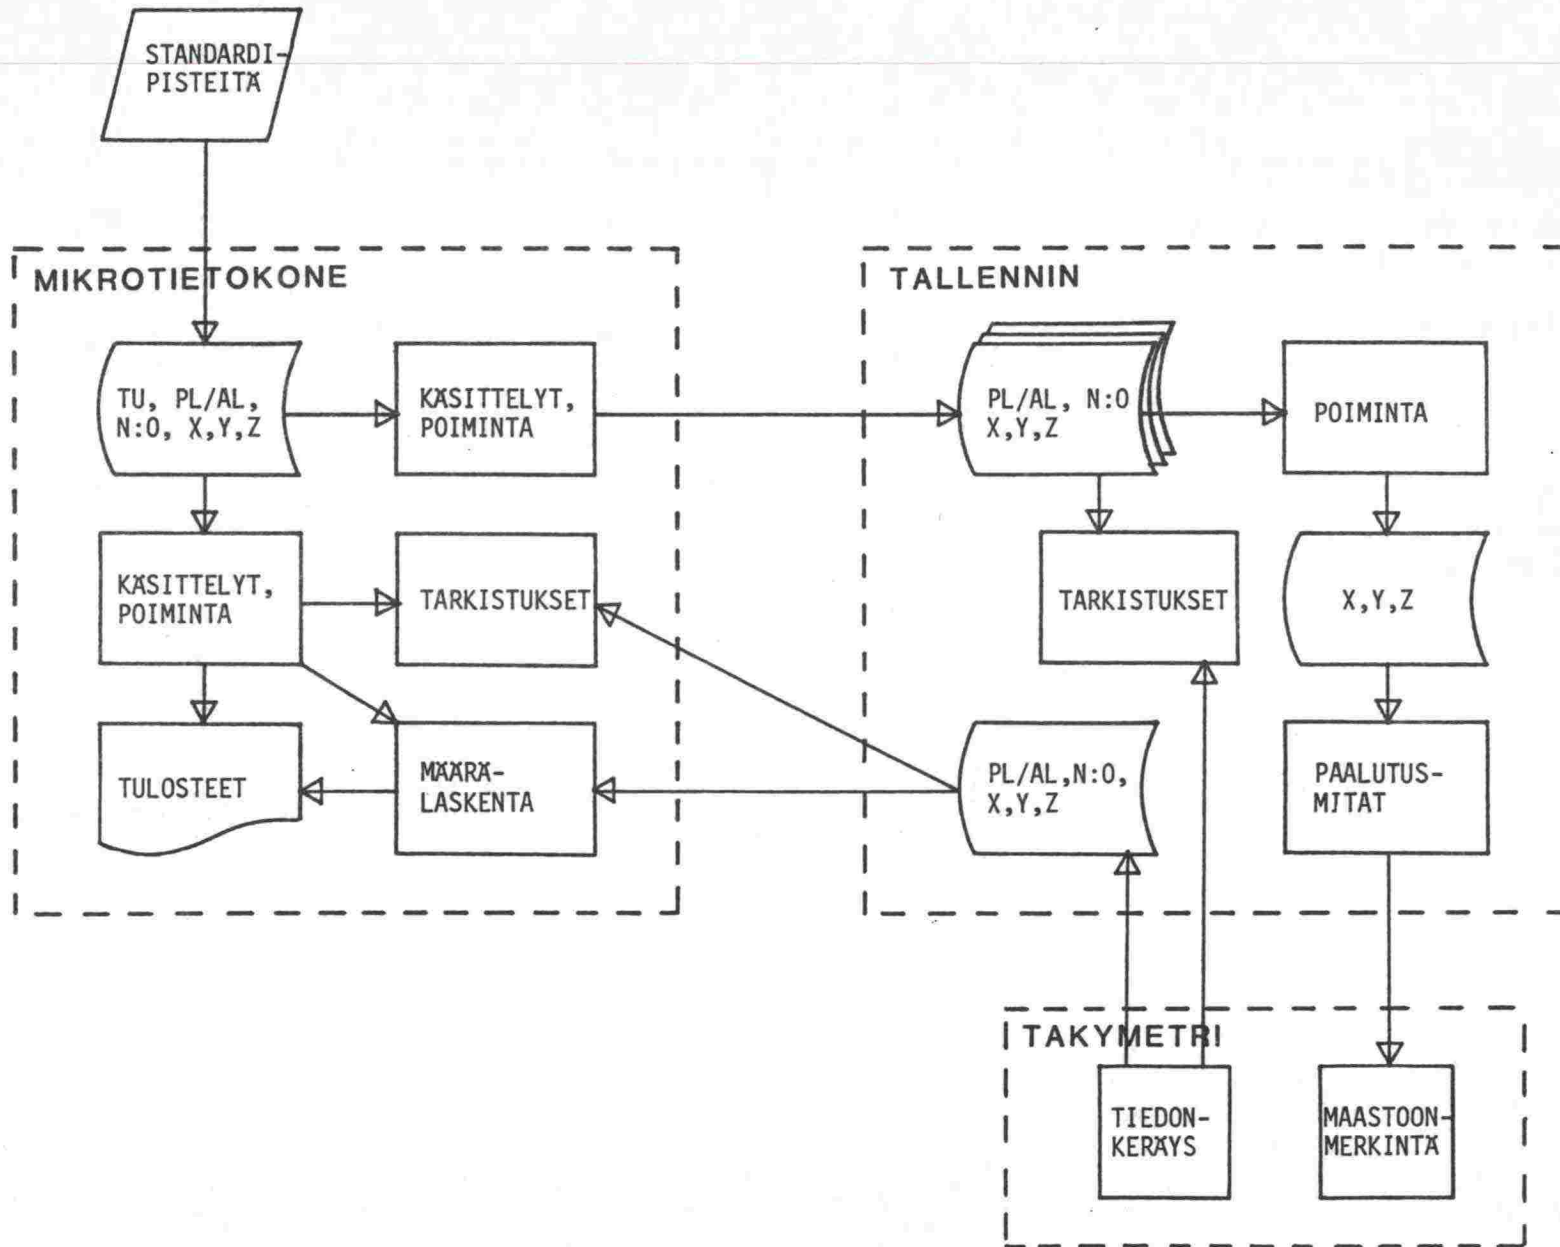 STANDARDI-
PISTEITÄ
MIKROTIETOKONE
TU, PL/AL,
N:O, X,Y,Z
KÄSITTELYT,
POIMINTA
KÄSITTELYT,
POIMINTA
TARKISTUKSET
TULOSTEET
MÄÄRÄ-
LASKENTA
TALLENNIN
PL/AL, N:O
X,Y,Z
POIMINTA
TARKISTUKSET
X,Y,Z
PL/AL,N:O,
X,Y,Z
PAALUTUS-
MITAT
TAKYMETRI
TIEDON-
KERÄYS
MAASTOON-
MERKINTÄ